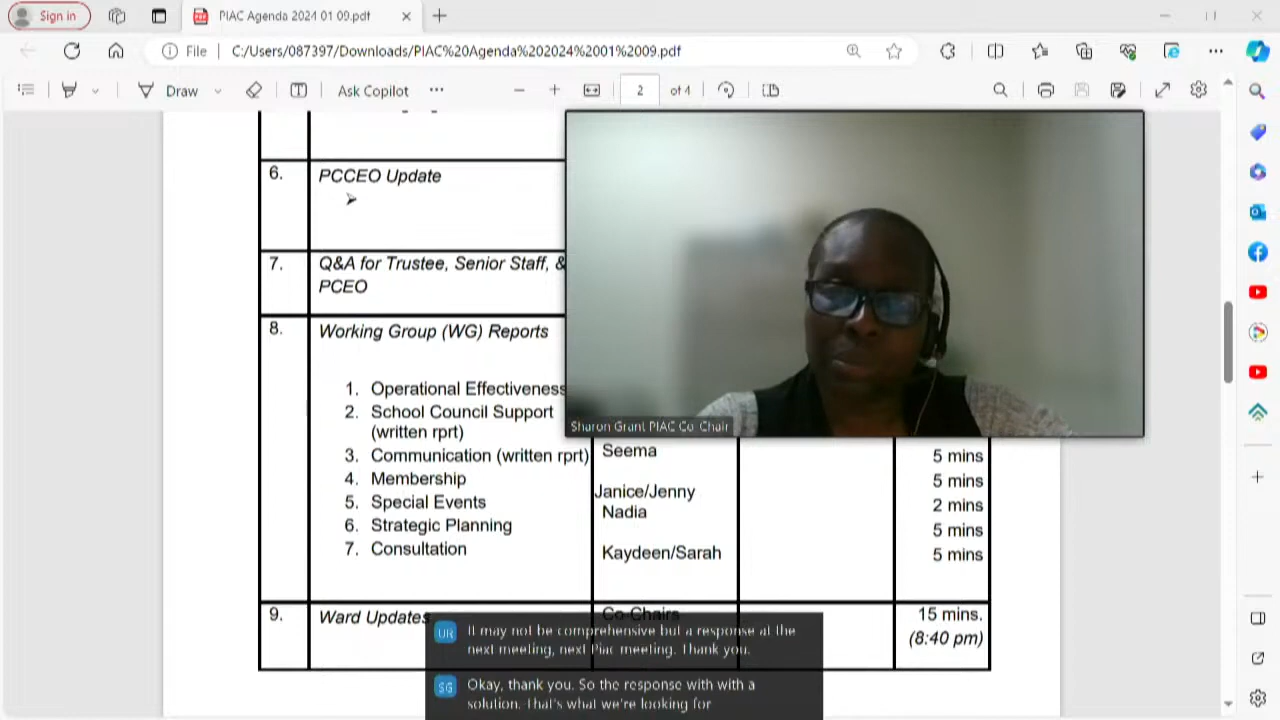 Sign in
PIAC Agenda 2024 01 09.pdf
File
C:/Users/087397/Downloads/PIAC%20Agenda%202024%2001%2009.pdf
Draw
Ask Copilot
2
of 4
6.
PCCEO Update
7.
Q&A for Trustee, Senior Staff, &
PCEO
8.
Working Group (WG) Reports
1. Operational Effectiveness
2. School Council Support
(written rprt)
3. Communication (written rprt)
4. Membership
5. Special Events
6. Strategic Planning
7. Consultation
Sharon Grant PIAC Co-Chair
Seema
Janice/Jenny
Nadia
Kaydeen/Sarah
5 mins
5 mins
2 mins
5 mins
5 mins
9.
Ward Updates
Co-Chairs
15 mins.
(8:40 pm)
UR
It may not be comprehensive but a response at the
next meeting, next Piac meeting. Thank you.
SG
Okay, thank you. So the response with with a
solution. That's what we're looking for